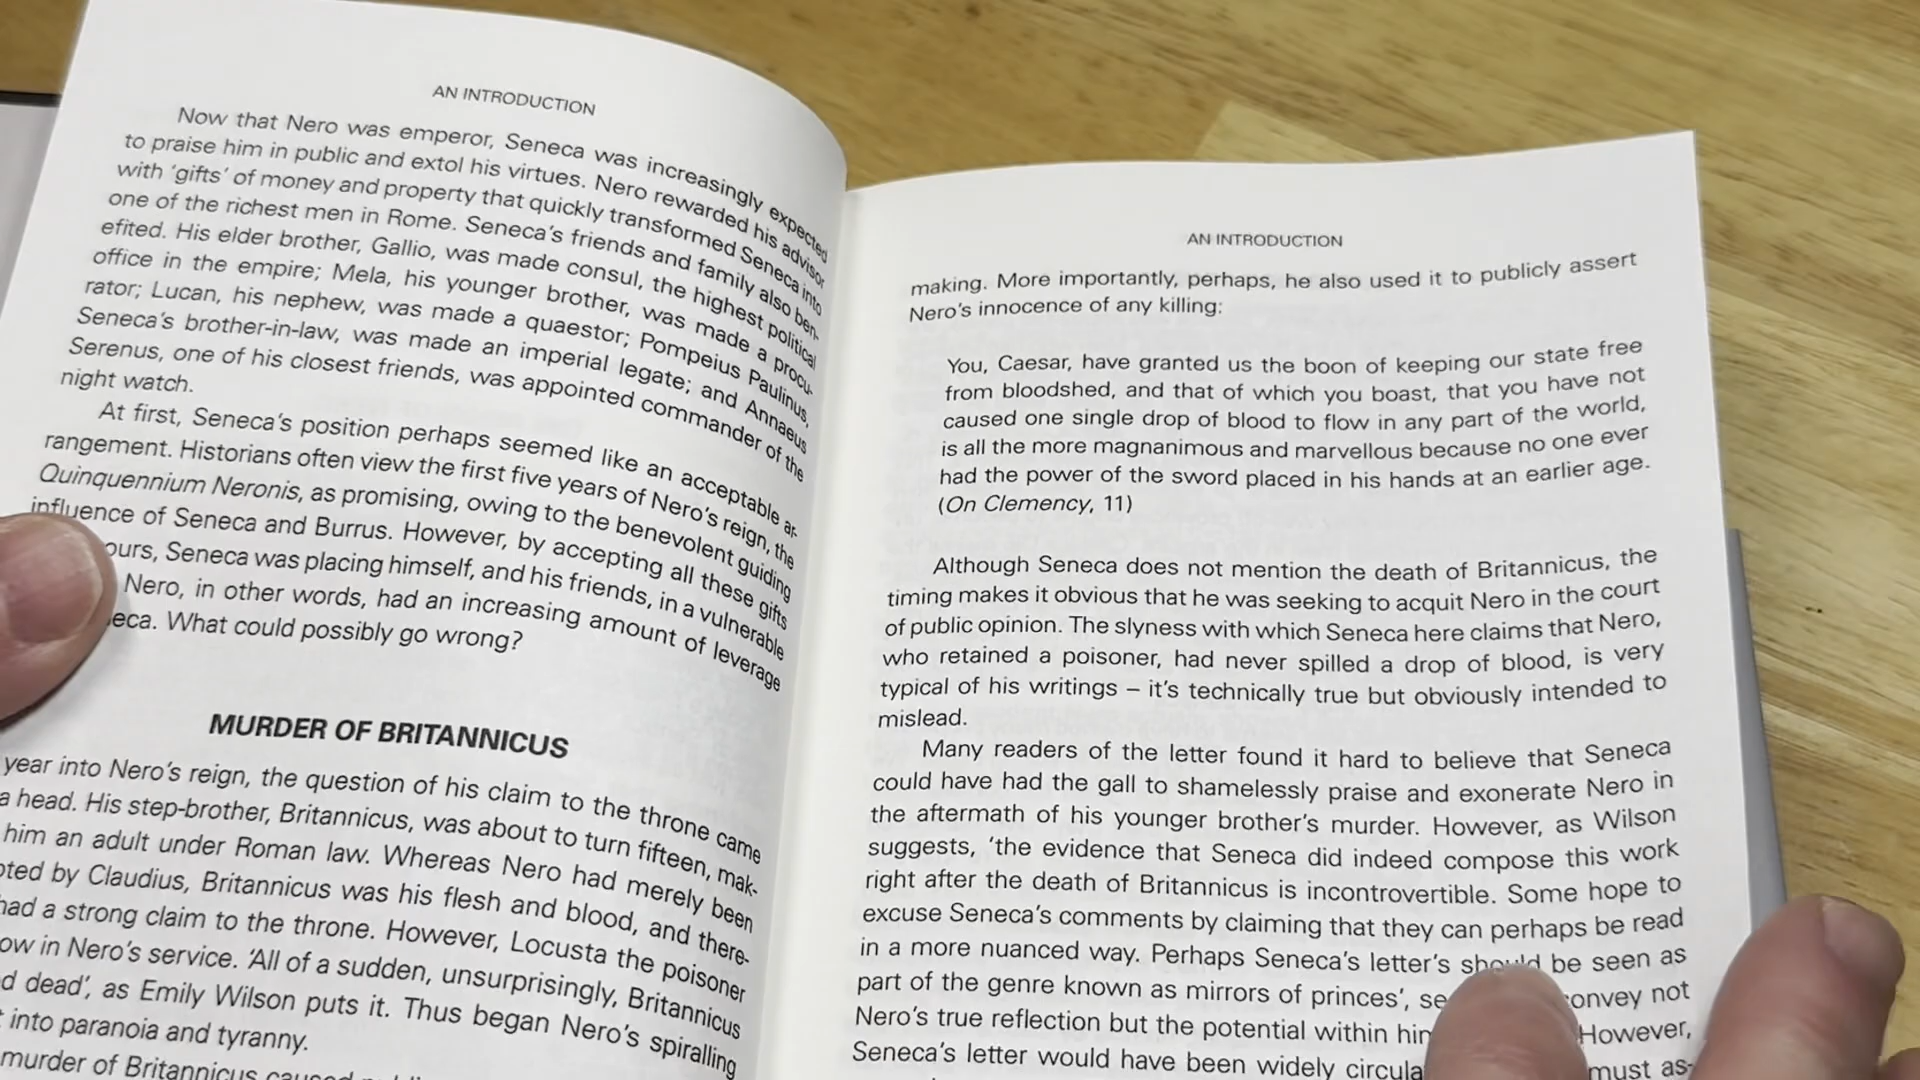 AN INTRODUCTION
Now that Nero was emperor, Seneca was increasingly expected
to praise him in public and extol his virtues. Nero rewarded his advisor
with ‘gifts’ of money and property that quickly transformed Seneca into
one of the richest men in Rome. Seneca’s friends and family also ben-
efited. His elder brother, Gallio, was made consul, the highest political
office in the empire; Mela, his younger brother, was made a procu-
rator; Lucan, his nephew, was made a quaestor; Pompeius Paulinus,
Seneca’s brother-in-law, was made an imperial legate; and Annaeus
Serenus, one of his closest friends, was appointed commander of the
night watch.
At first, Seneca’s position perhaps seemed like an acceptable ar-
rangement. Historians often view the first five years of Nero’s reign, the
Quinquennium Neronis, as promising, owing to the benevolent guiding
influence of Seneca and Burrus. However, by accepting all these gifts
ours, Seneca was placing himself, and his friends, in a vulnerable
Nero, in other words, had an increasing amount of leverage
eca. What could possibly go wrong?
MURDER OF BRITANNICUS
year into Nero’s reign, the question of his claim to the throne came
a head. His step-brother, Britannicus, was about to turn fifteen, mak-
him an adult under Roman law. Whereas Nero had merely been
pted by Claudius, Britannicus was his flesh and blood, and there-
had a strong claim to the throne. However, Locusta the poisoner
ow in Nero’s service. ‘All of a sudden, unsurprisingly, Britannicus
d dead’, as Emily Wilson puts it. Thus began Nero’s spiralling
into paranoia and tyranny.
murder of Britannicus caused
AN INTRODUCTION
making. More importantly, perhaps, he also used it to publicly assert
Nero’s innocence of any killing:
You, Caesar, have granted us the boon of keeping our state free
from bloodshed, and that of which you boast, that you have not
caused one single drop of blood to flow in any part of the world,
is all the more magnanimous and marvellous because no one ever
had the power of the sword placed in his hands at an earlier age.
(On Clemency, 11)
Although Seneca does not mention the death of Britannicus, the
timing makes it obvious that he was seeking to acquit Nero in the court
of public opinion. The slyness with which Seneca here claims that Nero,
who retained a poisoner, had never spilled a drop of blood, is very
typical of his writings – it’s technically true but obviously intended to
mislead.
Many readers of the letter found it hard to believe that Seneca
could have had the gall to shamelessly praise and exonerate Nero in
the aftermath of his younger brother’s murder. However, as Wilson
suggests, ‘the evidence that Seneca did indeed compose this work
right after the death of Britannicus is incontrovertible. Some hope to
excuse Seneca’s comments by claiming that they can perhaps be read
in a more nuanced way. Perhaps Seneca’s letter’s should be seen as
part of the genre known as mirrors of princes’, se convey not
Nero’s true reflection but the potential within him However,
Seneca’s letter would have been widely circula must as-